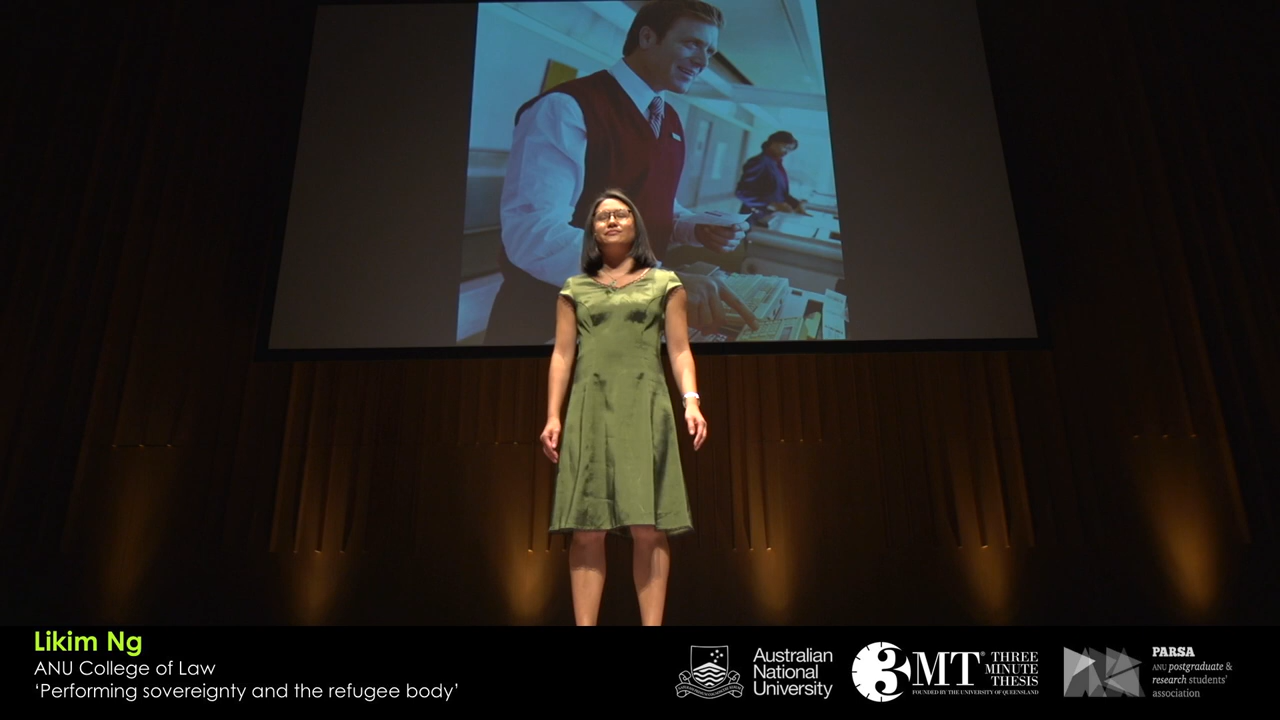 Likim Ng
ANU College of Law
‘Performing sovereignty and the refugee body’
Australian
National
University
3MT® THREE
MINUTE
THESIS
FOUNDED BY THE UNIVERSITY OF QUEENSLAND
PARSA
ANU postgraduate &
research students'
association